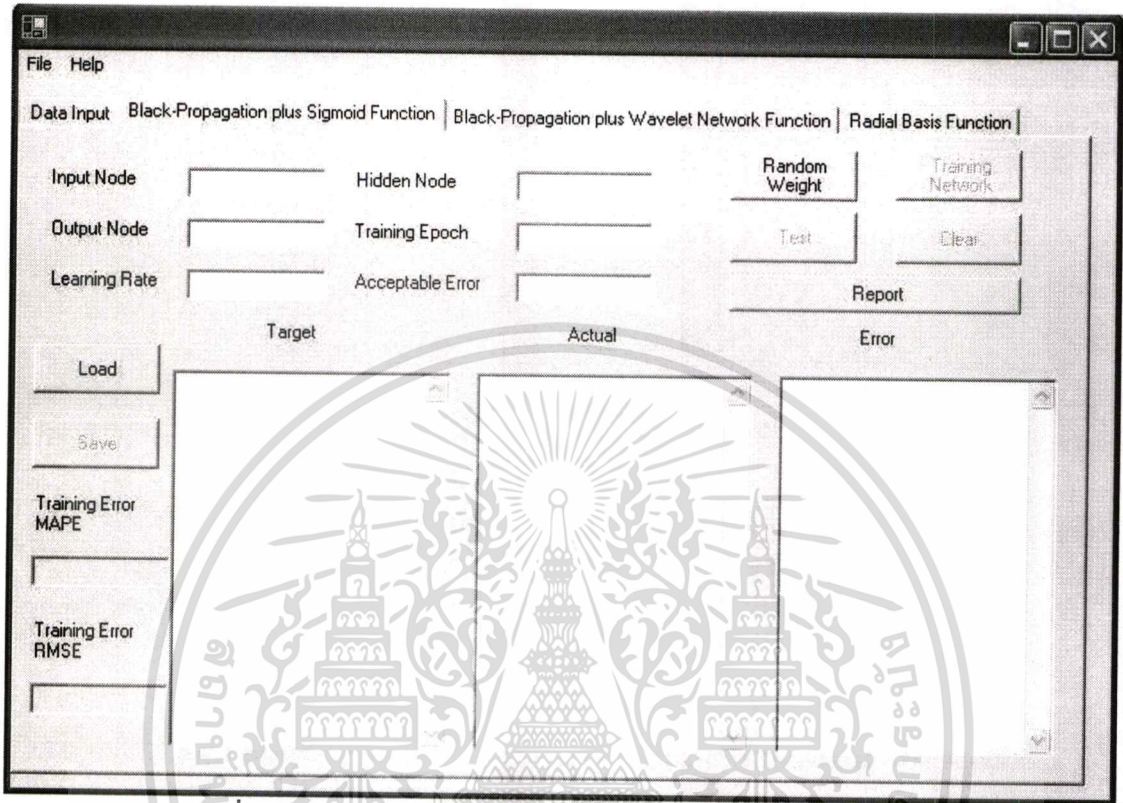 File Help
Data Input Black-Propagation plus Sigmoid Function Black-Propagation plus Wavelet Network Function Radial Basis Function
Input Node Hidden Node Random Weight Training Network
Output Node Training Epoch Test Clear
Learning Rate Acceptable Error Report
Target Actual Error
Load
Save
Training Error
MAPE
Training Error
RMSE